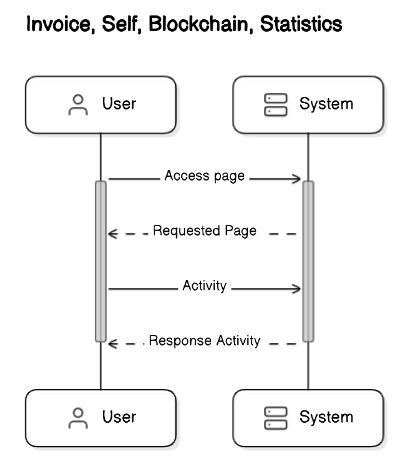 Invoice, Self, Blockchain, Statistics
User
System
Access page
Requested Page
Activity
Response Activity
User
System